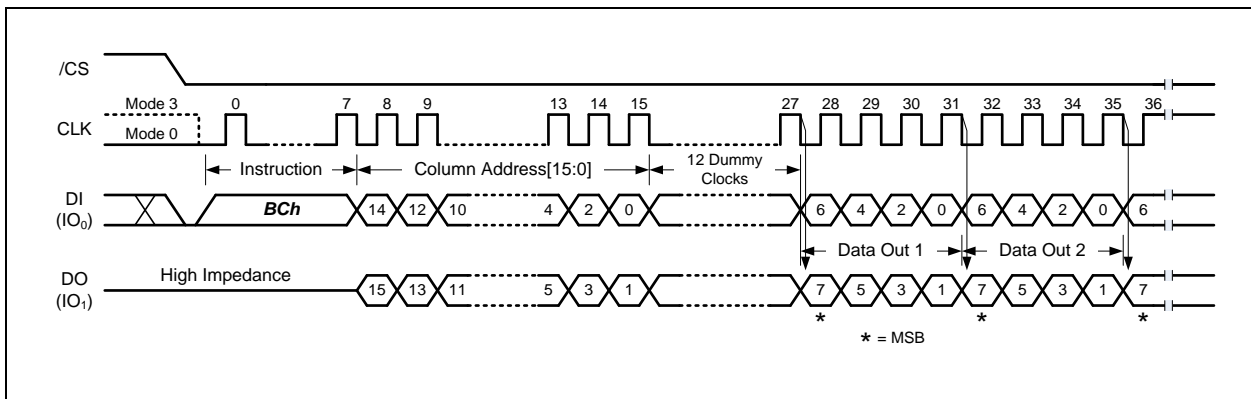 /CS
Mode 3 0 7 8 9 13 14 15 27 28 29 30 31 32 33 34 35 36
CLK Mode 0
Instruction Column Address[15:0] 12 Dummy
Clocks
DI
(IO0) BCh 14 12 10 4 2 0 6 4 2 0 6 4 2 0 6
Data Out 1 Data Out 2
DO
(IO1) High Impedance 15 13 11 5 3 1 7 5 3 1 7 5 3 1 7
* * *
* = MSB